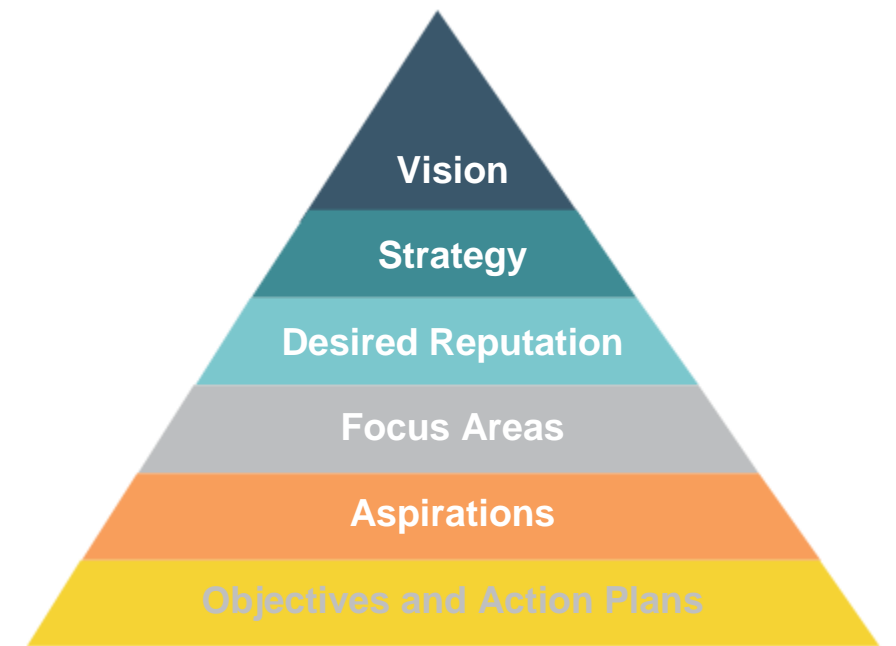 Vision
Strategy
Desired Reputation
Focus Areas
Aspirations
Objectives and Action Plans